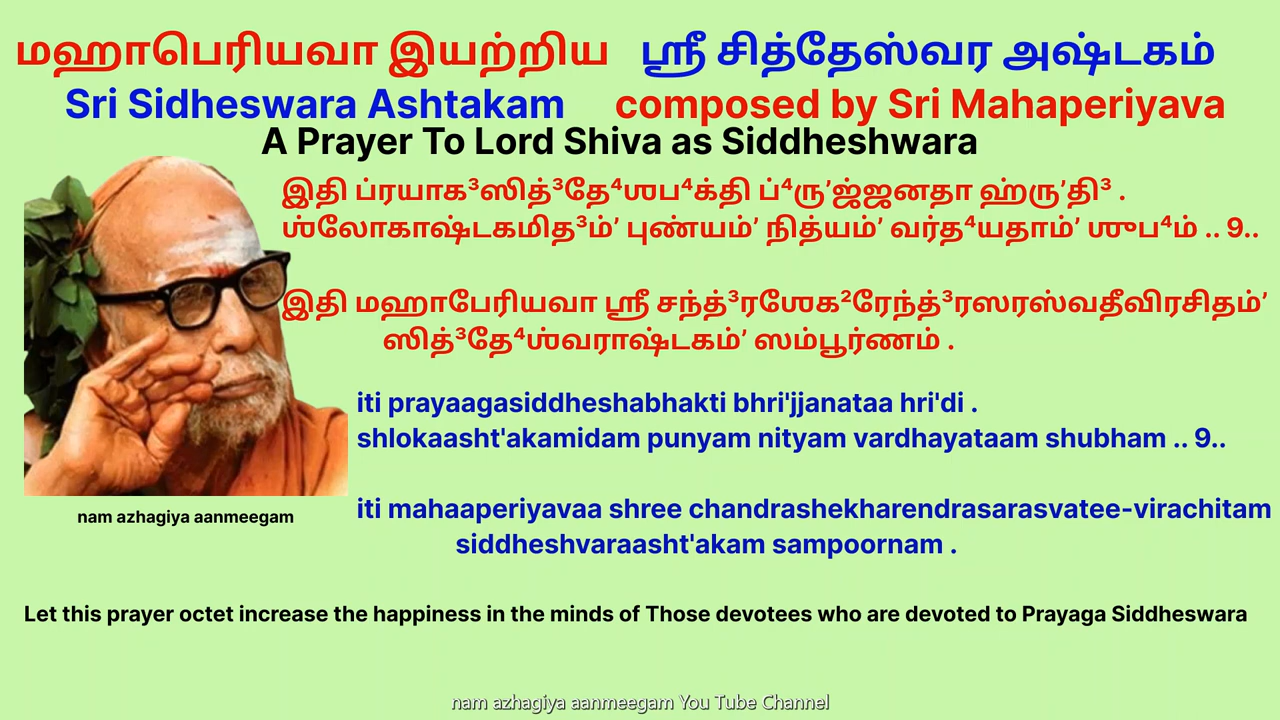 மஹாபெரியவா இயற்றிய ஸ்ரீ சித்தேஸ்வர அஷ்டகம்
Sri Sidheswara Ashtakam composed by Sri Mahaperiyava
A Prayer To Lord Shiva as Siddheshwara
இதி ப்ரயாக³ஸித்³தே⁴ஶப⁴க்தி ப்⁴ரு’ஜ்ஜனதா ஹ்ரு’தி³ .
ஶ்லோகாஷ்டகமித³ம்’ புண்யம்’ நித்யம்’ வர்த⁴யதாம்’ ஶுப⁴ம் .. 9..
இதி மஹாபேரியவா ஸ்ரீ சந்த்³ரஶேக²ரேந்த்³ரஸரஸ்வதீவிரசிதம்’
ஸித்³தே⁴ஶ்வராஷ்டகம்’ ஸம்பூர்ணம் .
iti prayaagasiddheshabhakti bhri'jjanataa hri'di .
shlokaasht'akamidam punyam nityam vardhayataam shubham .. 9..
iti mahaaperiyavaa shree chandrashekharendrasarasvatee-virachitam
siddheshvaraasht'akam sampoornam .
nam azhagiya aanmeegam
Let this prayer octet increase the happiness in the minds of Those devotees who are devoted to Prayaga Siddheswara
nam azhagiya aanmeegam You Tube Channel